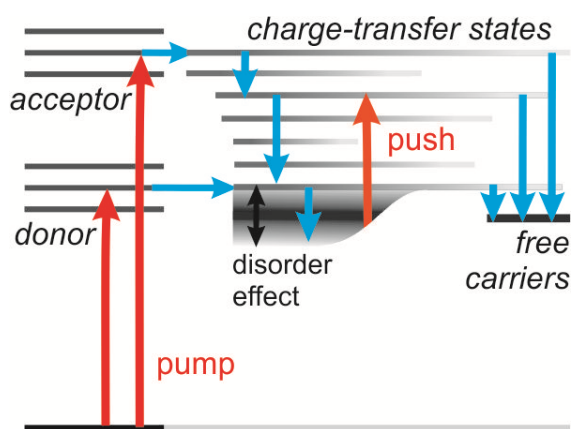 charge-transfer states
acceptor
push
donor
disorder
effect
free
carriers
pump